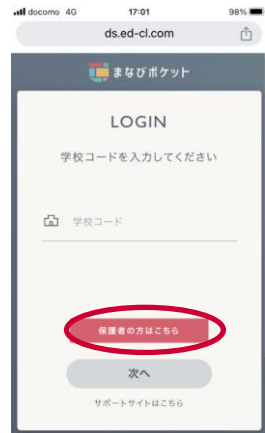 docomo 4G 17:01 98%
ds.ed-cl.com
まなびポケット
LOGIN
学校コードを入力してください
学校コード
保護者の方はこちら
次へ
サポートサイトはこちら